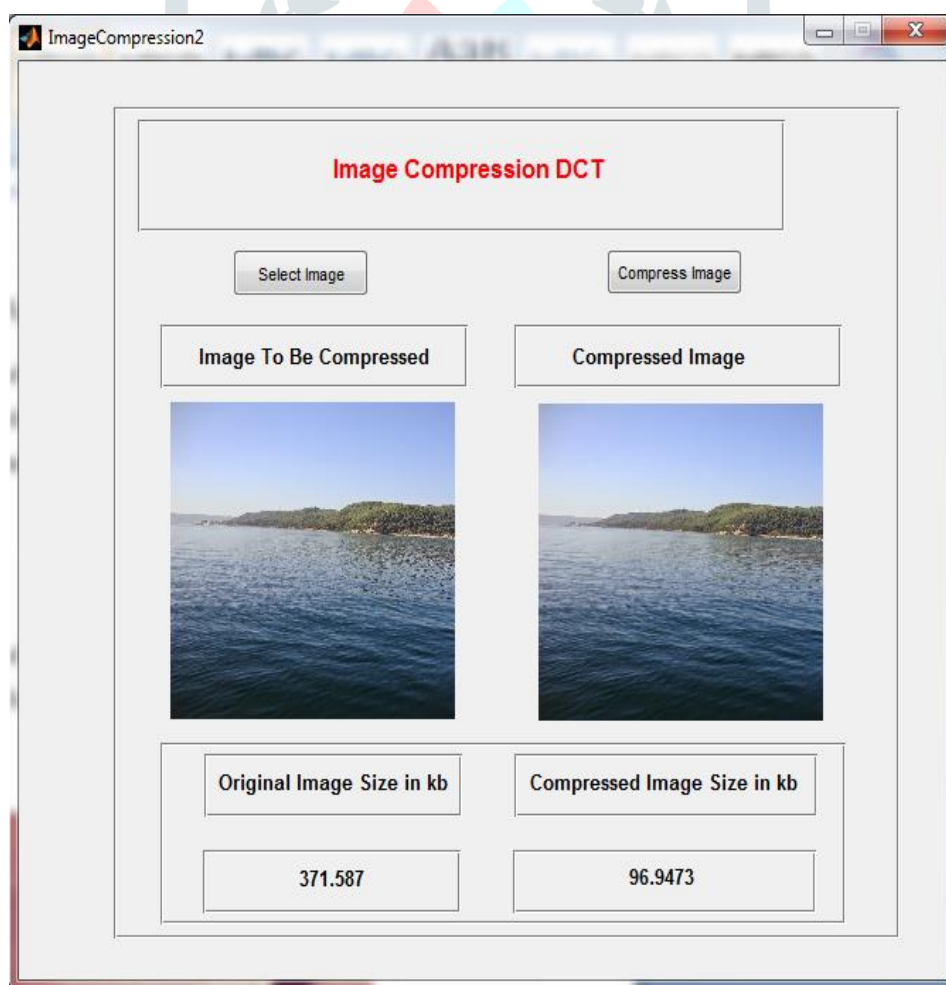 ImageCompression2
Image Compression DCT
Select Image
Compress Image
Image To Be Compressed
Compressed Image
Original Image Size in kb
Compressed Image Size in kb
371.587
96.9473